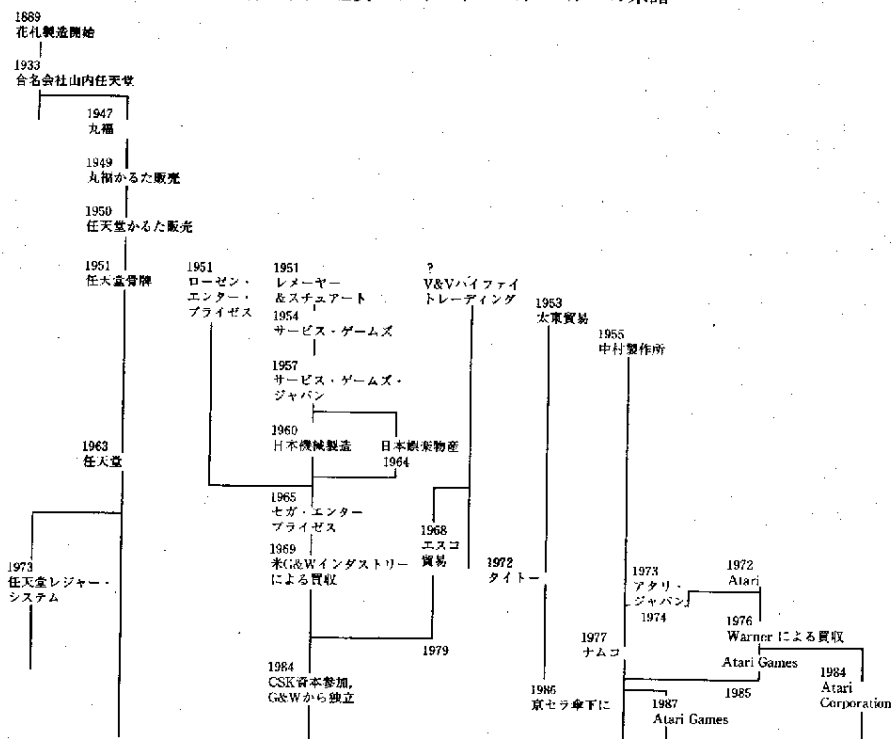 の系譜
1889
花札製造開始
1933
合名会社山内任天堂
1947
丸福
1949
丸福かるた販売
1950
任天堂かるた販売
1951
任天堂骨牌
1963
任天堂
1973
任天堂レジャー・
システム
1951
ローゼン・
エンター・
プライゼス
1951
レメーヤー
&スチュアート
1954
サービス・ゲームズ
1957
サービス・ゲームズ・
ジャパン
1960
日本機械製造
日本娯楽物産
1964
1965
セガ・エンター
プライゼス
1969
米G&Wインダストリー
による買収
1984
CSK資本参加,
G&Wから独立
?
V&Vハイファイ
トレーディング
1968
エスコ
貿易
1979
1953
太東貿易
1972
タイトー
1986
京セラ傘下に
1955
中村製作所
1973
アタリ・
ジャパン
1974
1977
ナムコ
1972
Atari
1976
Warner による買収
Atari Games
1985
1987
Atari Games
1984
Atari
Corporation